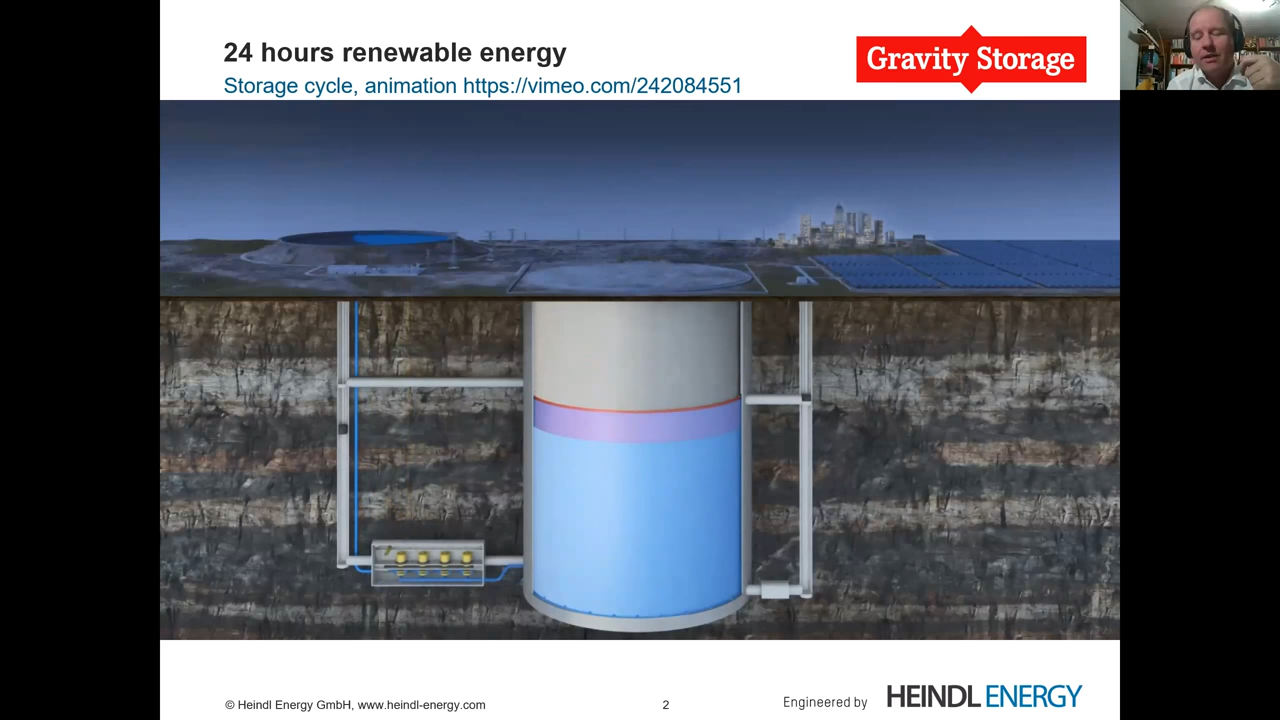 24 hours renewable energy
Storage cycle, animation https://vimeo.com/242084551
Gravity Storage
© Heindl Energy GmbH, www.heindl-energy.com
2
Engineered by
HEINDL ENERGY